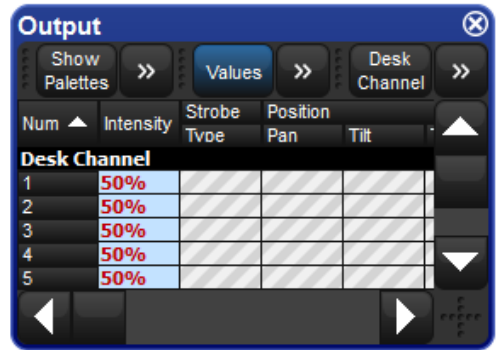 Output
Show Palettes » Values » Desk Channel »
Num Intensity Strobe Position
Type Pan Tilt
Desk Channel
1 50%
2 50%
3 50%
4 50%
5 50%